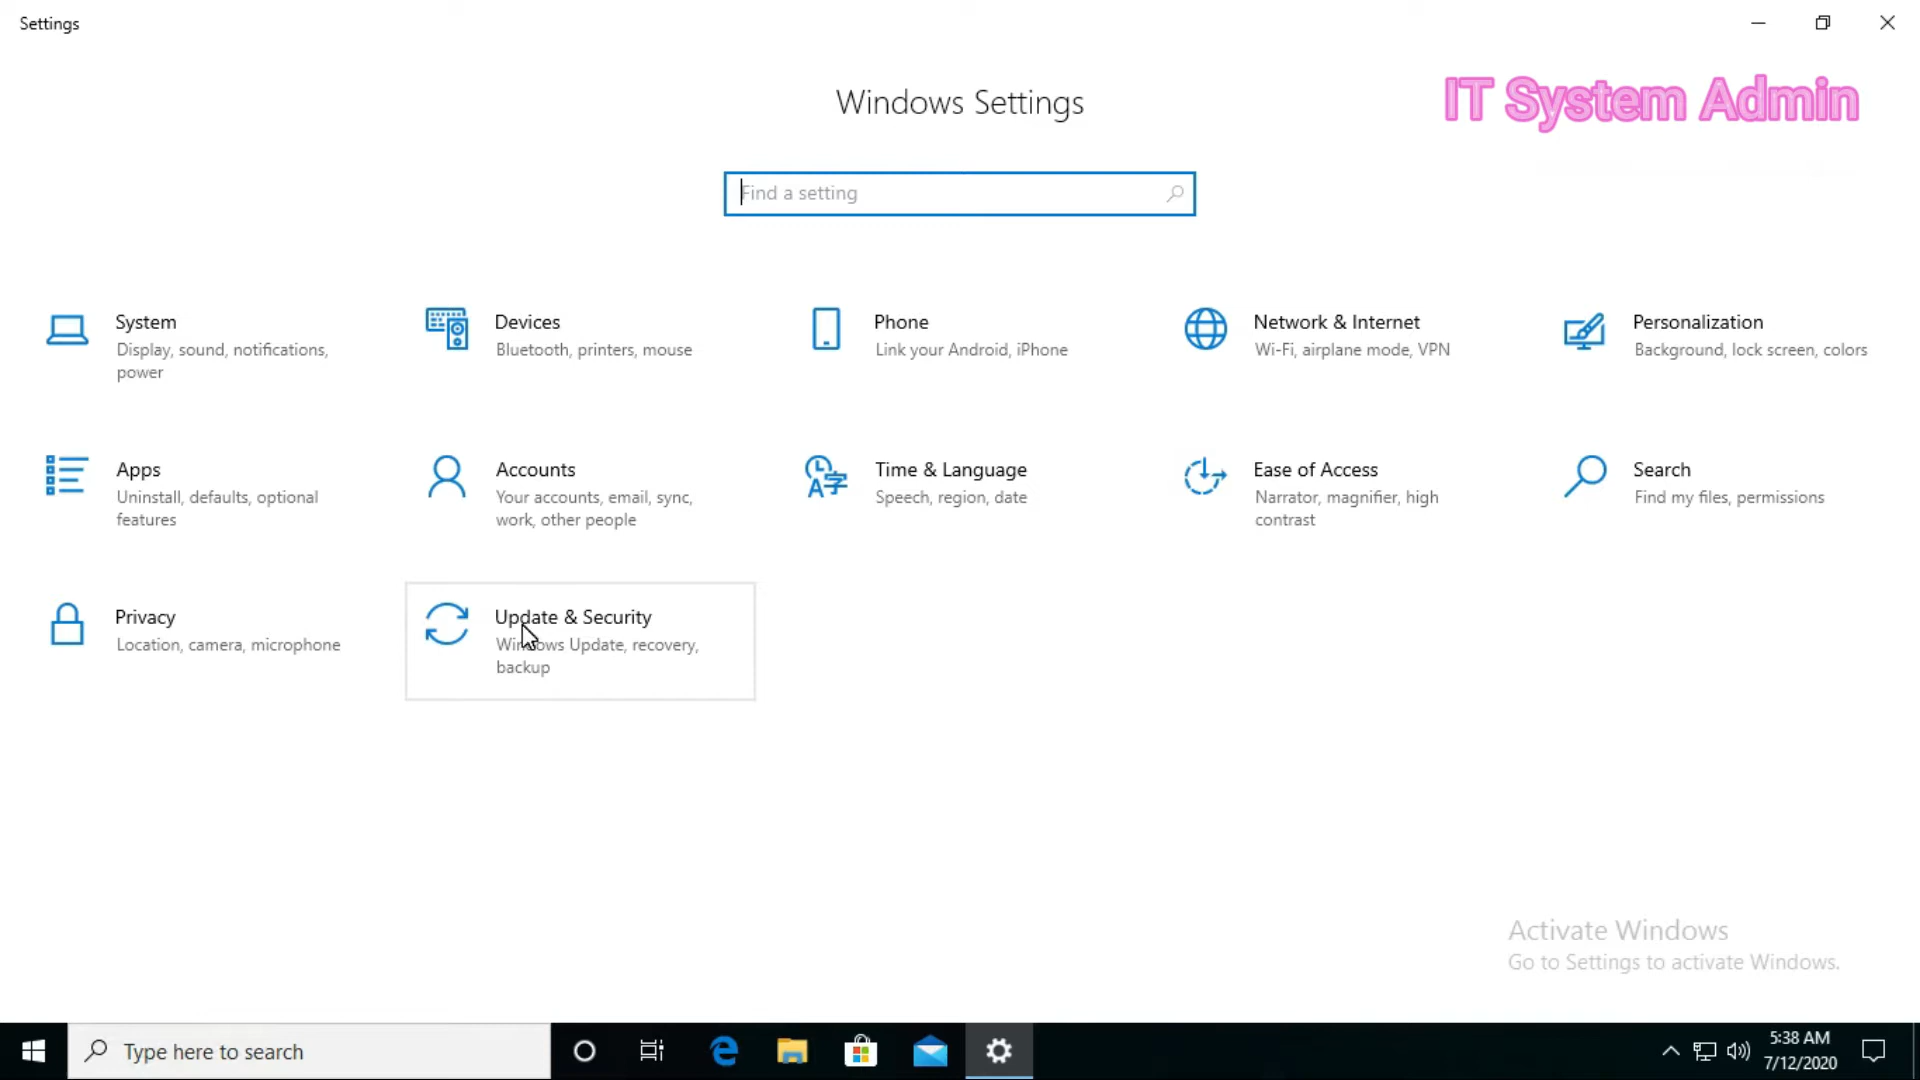 Settings
Windows Settings
IT System Admin
Find a setting
System
Display, sound, notifications,
power
Devices
Bluetooth, printers, mouse
Phone
Link your Android, iPhone
Network & Internet
Wi-Fi, airplane mode, VPN
Personalization
Background, lock screen, colors
Apps
Uninstall, defaults, optional
features
Accounts
Your accounts, email, sync,
work, other people
Time & Language
Speech, region, date
Ease of Access
Narrator, magnifier, high
contrast
Search
Find my files, permissions
Privacy
Location, camera, microphone
Update & Security
Windows Update, recovery,
backup
Activate Windows
Go to Settings to activate Windows.
Type here to search
5:38 AM
7/12/2020